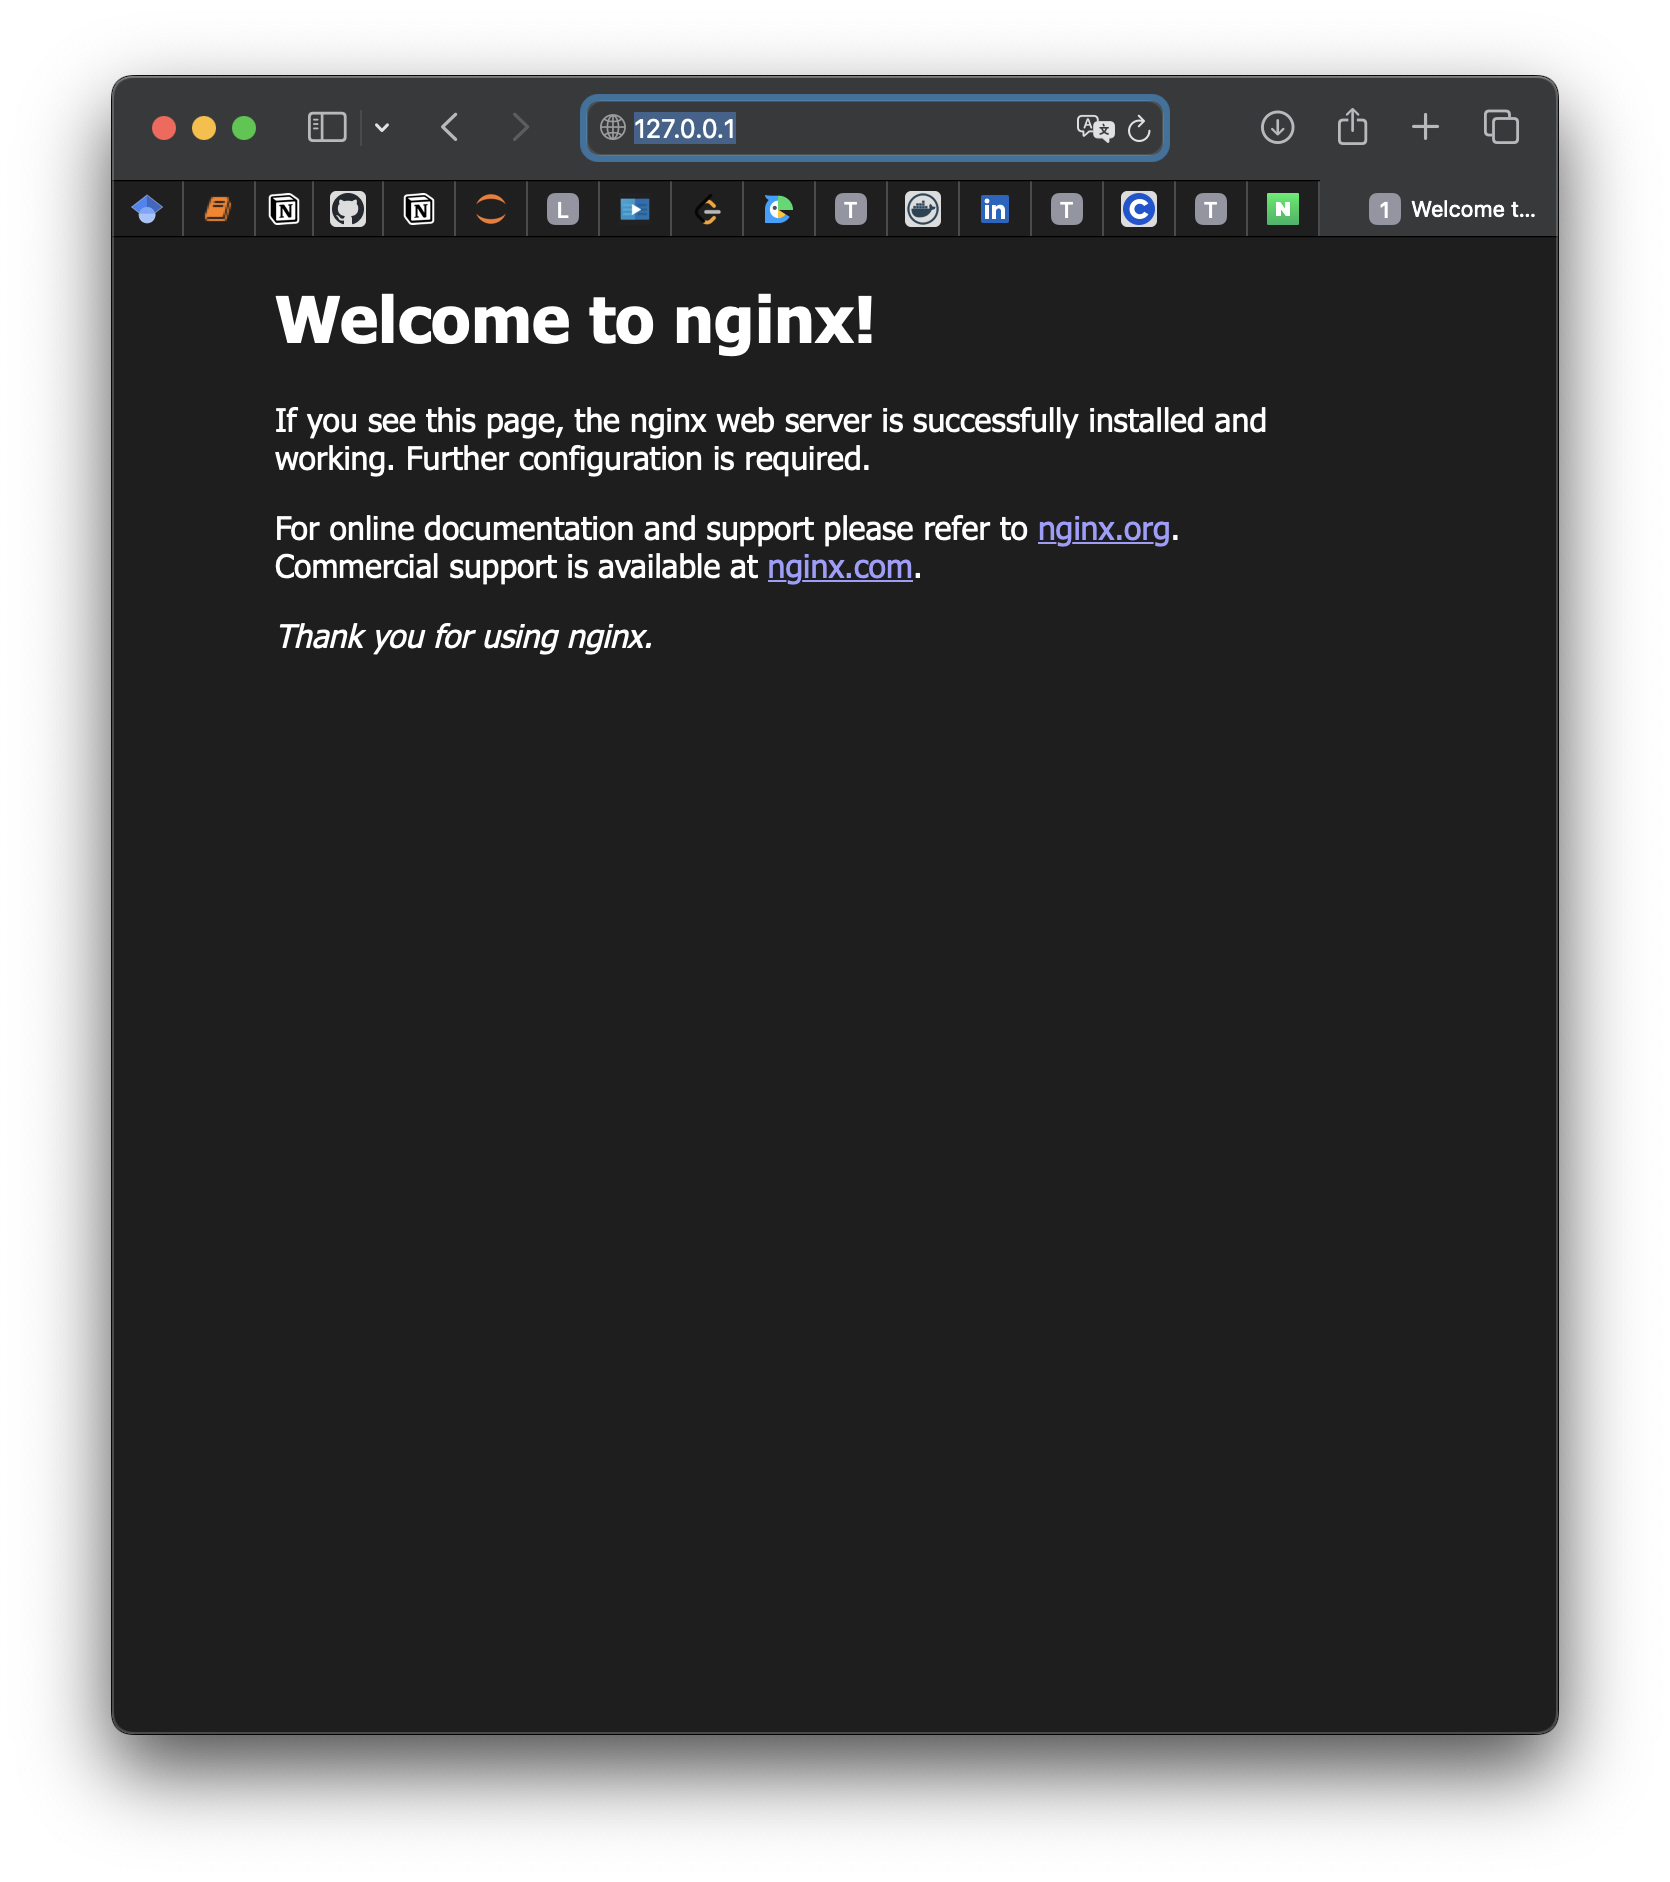 127.0.0.1
L
T
in
T
T
N
1 Welcome t...
Welcome to nginx!
If you see this page, the nginx web server is successfully installed and
working. Further configuration is required.
For online documentation and support please refer to nginx.org.
Commercial support is available at nginx.com.
Thank you for using nginx.